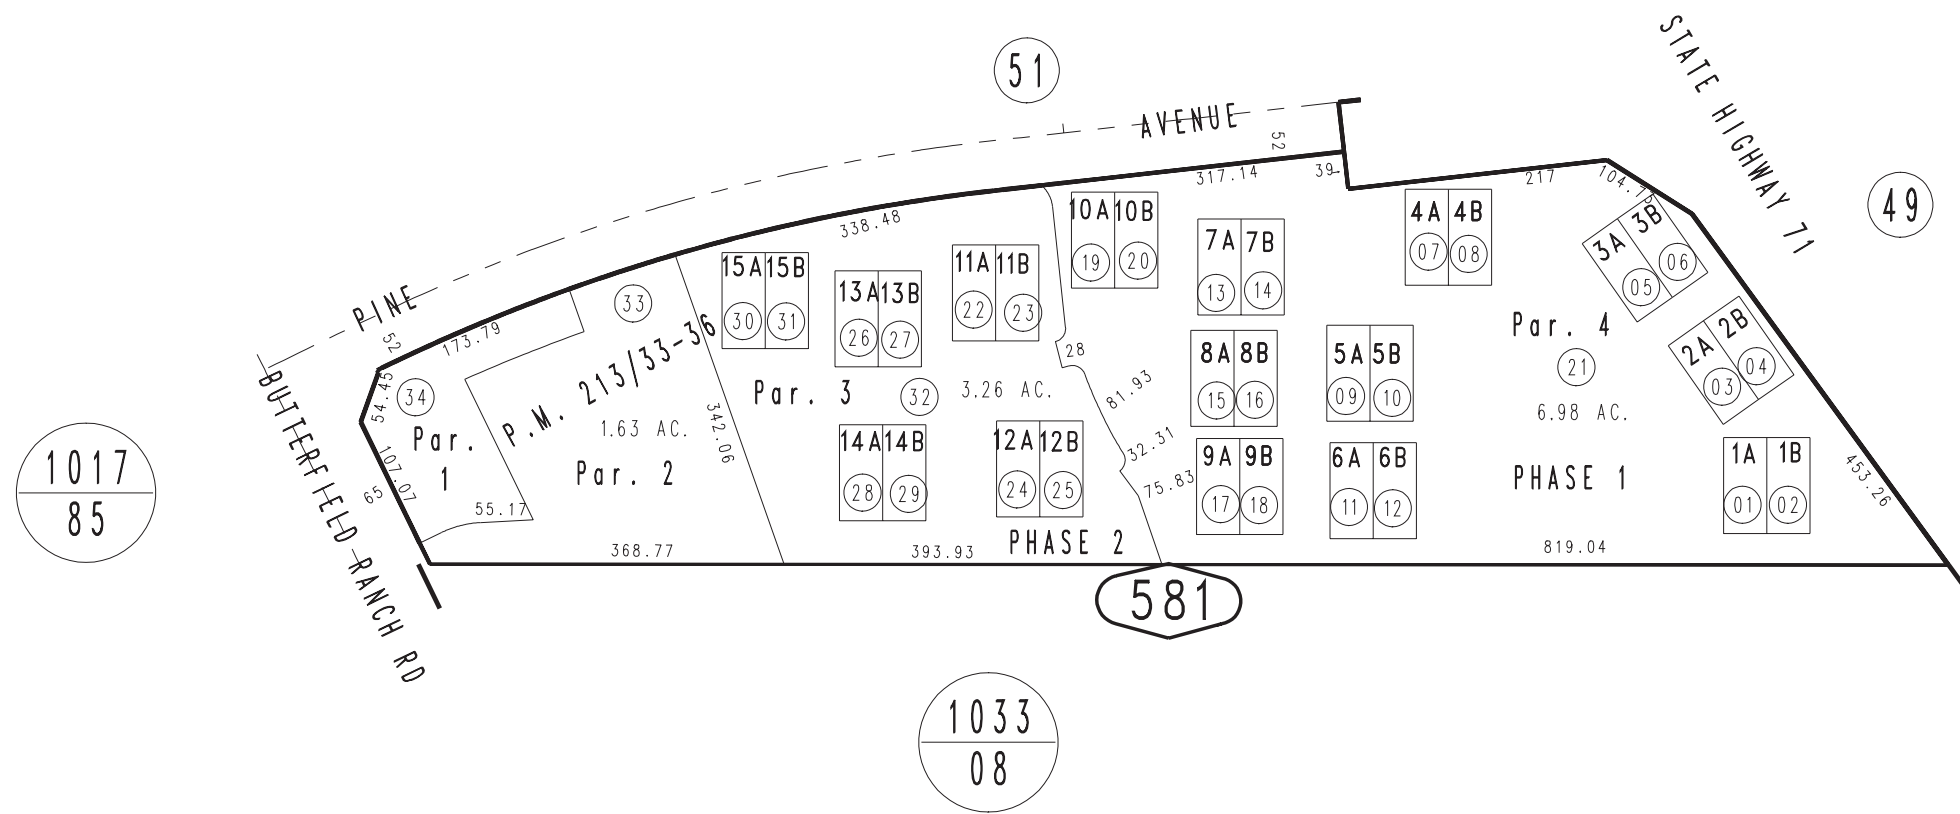 51
STATE HIGHWAY 71
49
PINE
AVENUE
52
317.14
39
217
104.75
52
173.79
338.48
33
34
54.45
107.07
65
Par.
1
55.17
P.M. 213/33-36
1.63 AC.
Par. 2
342.06
368.77
BUTTERFIELD RANCH RD
1017
85
15A 15B
30 31
13A 13B
26 27
11A 11B
22 23
Par. 3
32
3.26 AC.
14A 14B
28 29
12A 12B
24 25
PHASE 2
393.93
28
81.93
32.31
75.83
10A 10B
19 20
7A 7B
13 14
8A 8B
15 16
9A 9B
17 18
4A 4B
07 08
5A 5B
09 10
6A 6B
11 12
3A 3B
05 06
2A 2B
03 04
1A 1B
01 02
Par. 4
21
6.98 AC.
PHASE 1
819.04
453.26
581
1033
08